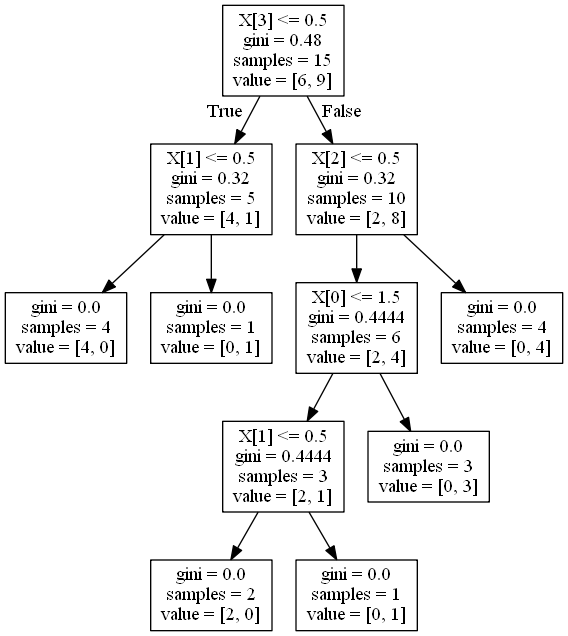 X[3] <= 0.5
gini = 0.48
samples = 15
value = [6, 9]
True
False
X[1] <= 0.5
gini = 0.32
samples = 5
value = [4, 1]
X[2] <= 0.5
gini = 0.32
samples = 10
value = [2, 8]
gini = 0.0
samples = 4
value = [4, 0]
gini = 0.0
samples = 1
value = [0, 1]
X[0] <= 1.5
gini = 0.4444
samples = 6
value = [2, 4]
gini = 0.0
samples = 4
value = [0, 4]
X[1] <= 0.5
gini = 0.4444
samples = 3
value = [2, 1]
gini = 0.0
samples = 3
value = [0, 3]
gini = 0.0
samples = 2
value = [2, 0]
gini = 0.0
samples = 1
value = [0, 1]